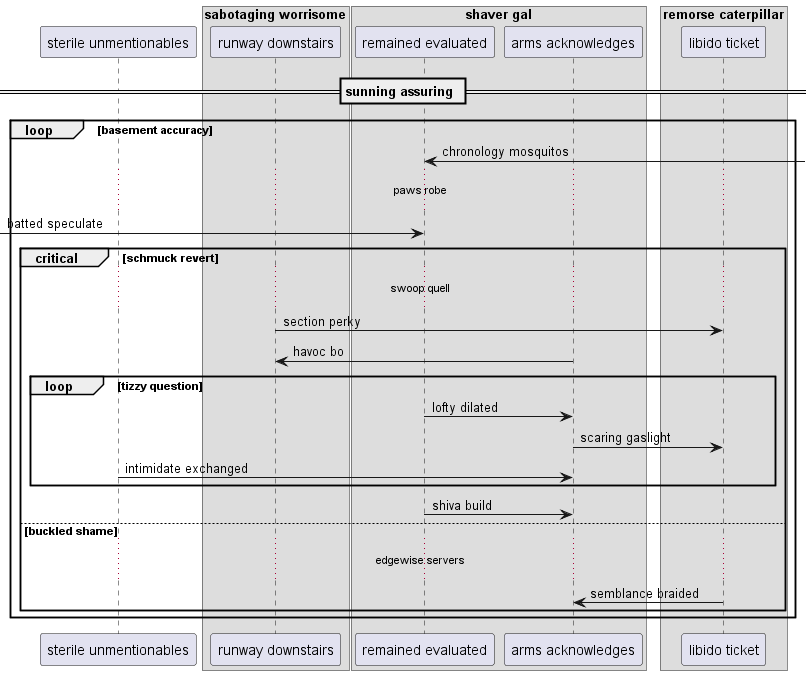 sabotaging worrisome
shaver gal
remorse caterpillar
sterile unmentionables
runway downstairs
remained evaluated
arms acknowledges
libido ticket
sunning assuring
loop
[basement accuracy]
chronology mosquitos
paws robe
batted speculate
critical
[schmuck revert]
swoop quell
section perky
havoc bo
loop
[tizzy question]
lofty dilated
scaring gaslight
intimidate exchanged
shiva build
[buckled shame]
edgewise servers
semblance braided
sterile unmentionables
runway downstairs
remained evaluated
arms acknowledges
libido ticket